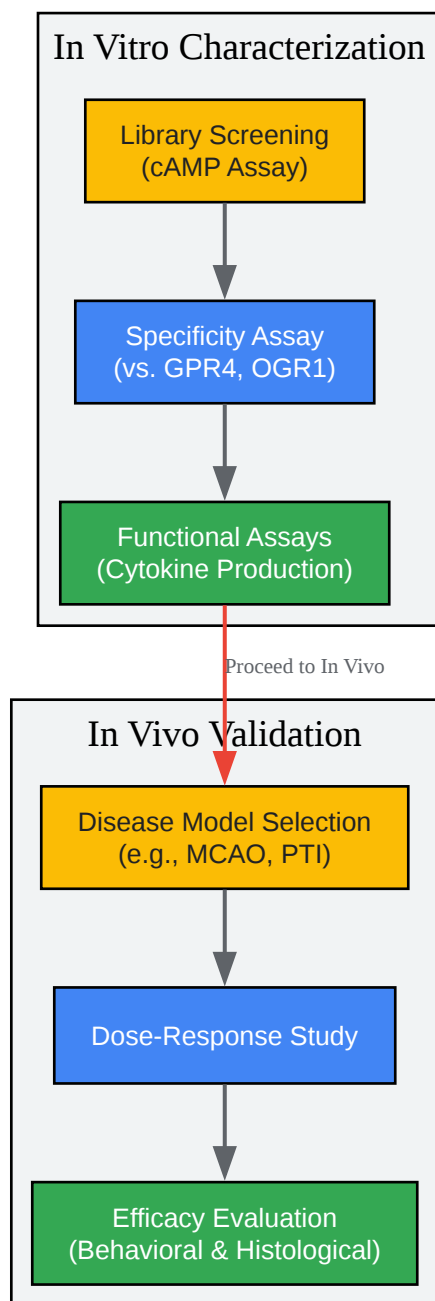 In Vitro Characterization
Library Screening
(cAMP Assay)
Specificity Assay
(vs. GPR4, OGR1)
Functional Assays
(Cytokine Production)
Proceed to In Vivo
In Vivo Validation
Disease Model Selection
(e.g., MCAO, PTI)
Dose-Response Study
Efficacy Evaluation
(Behavioral & Histological)